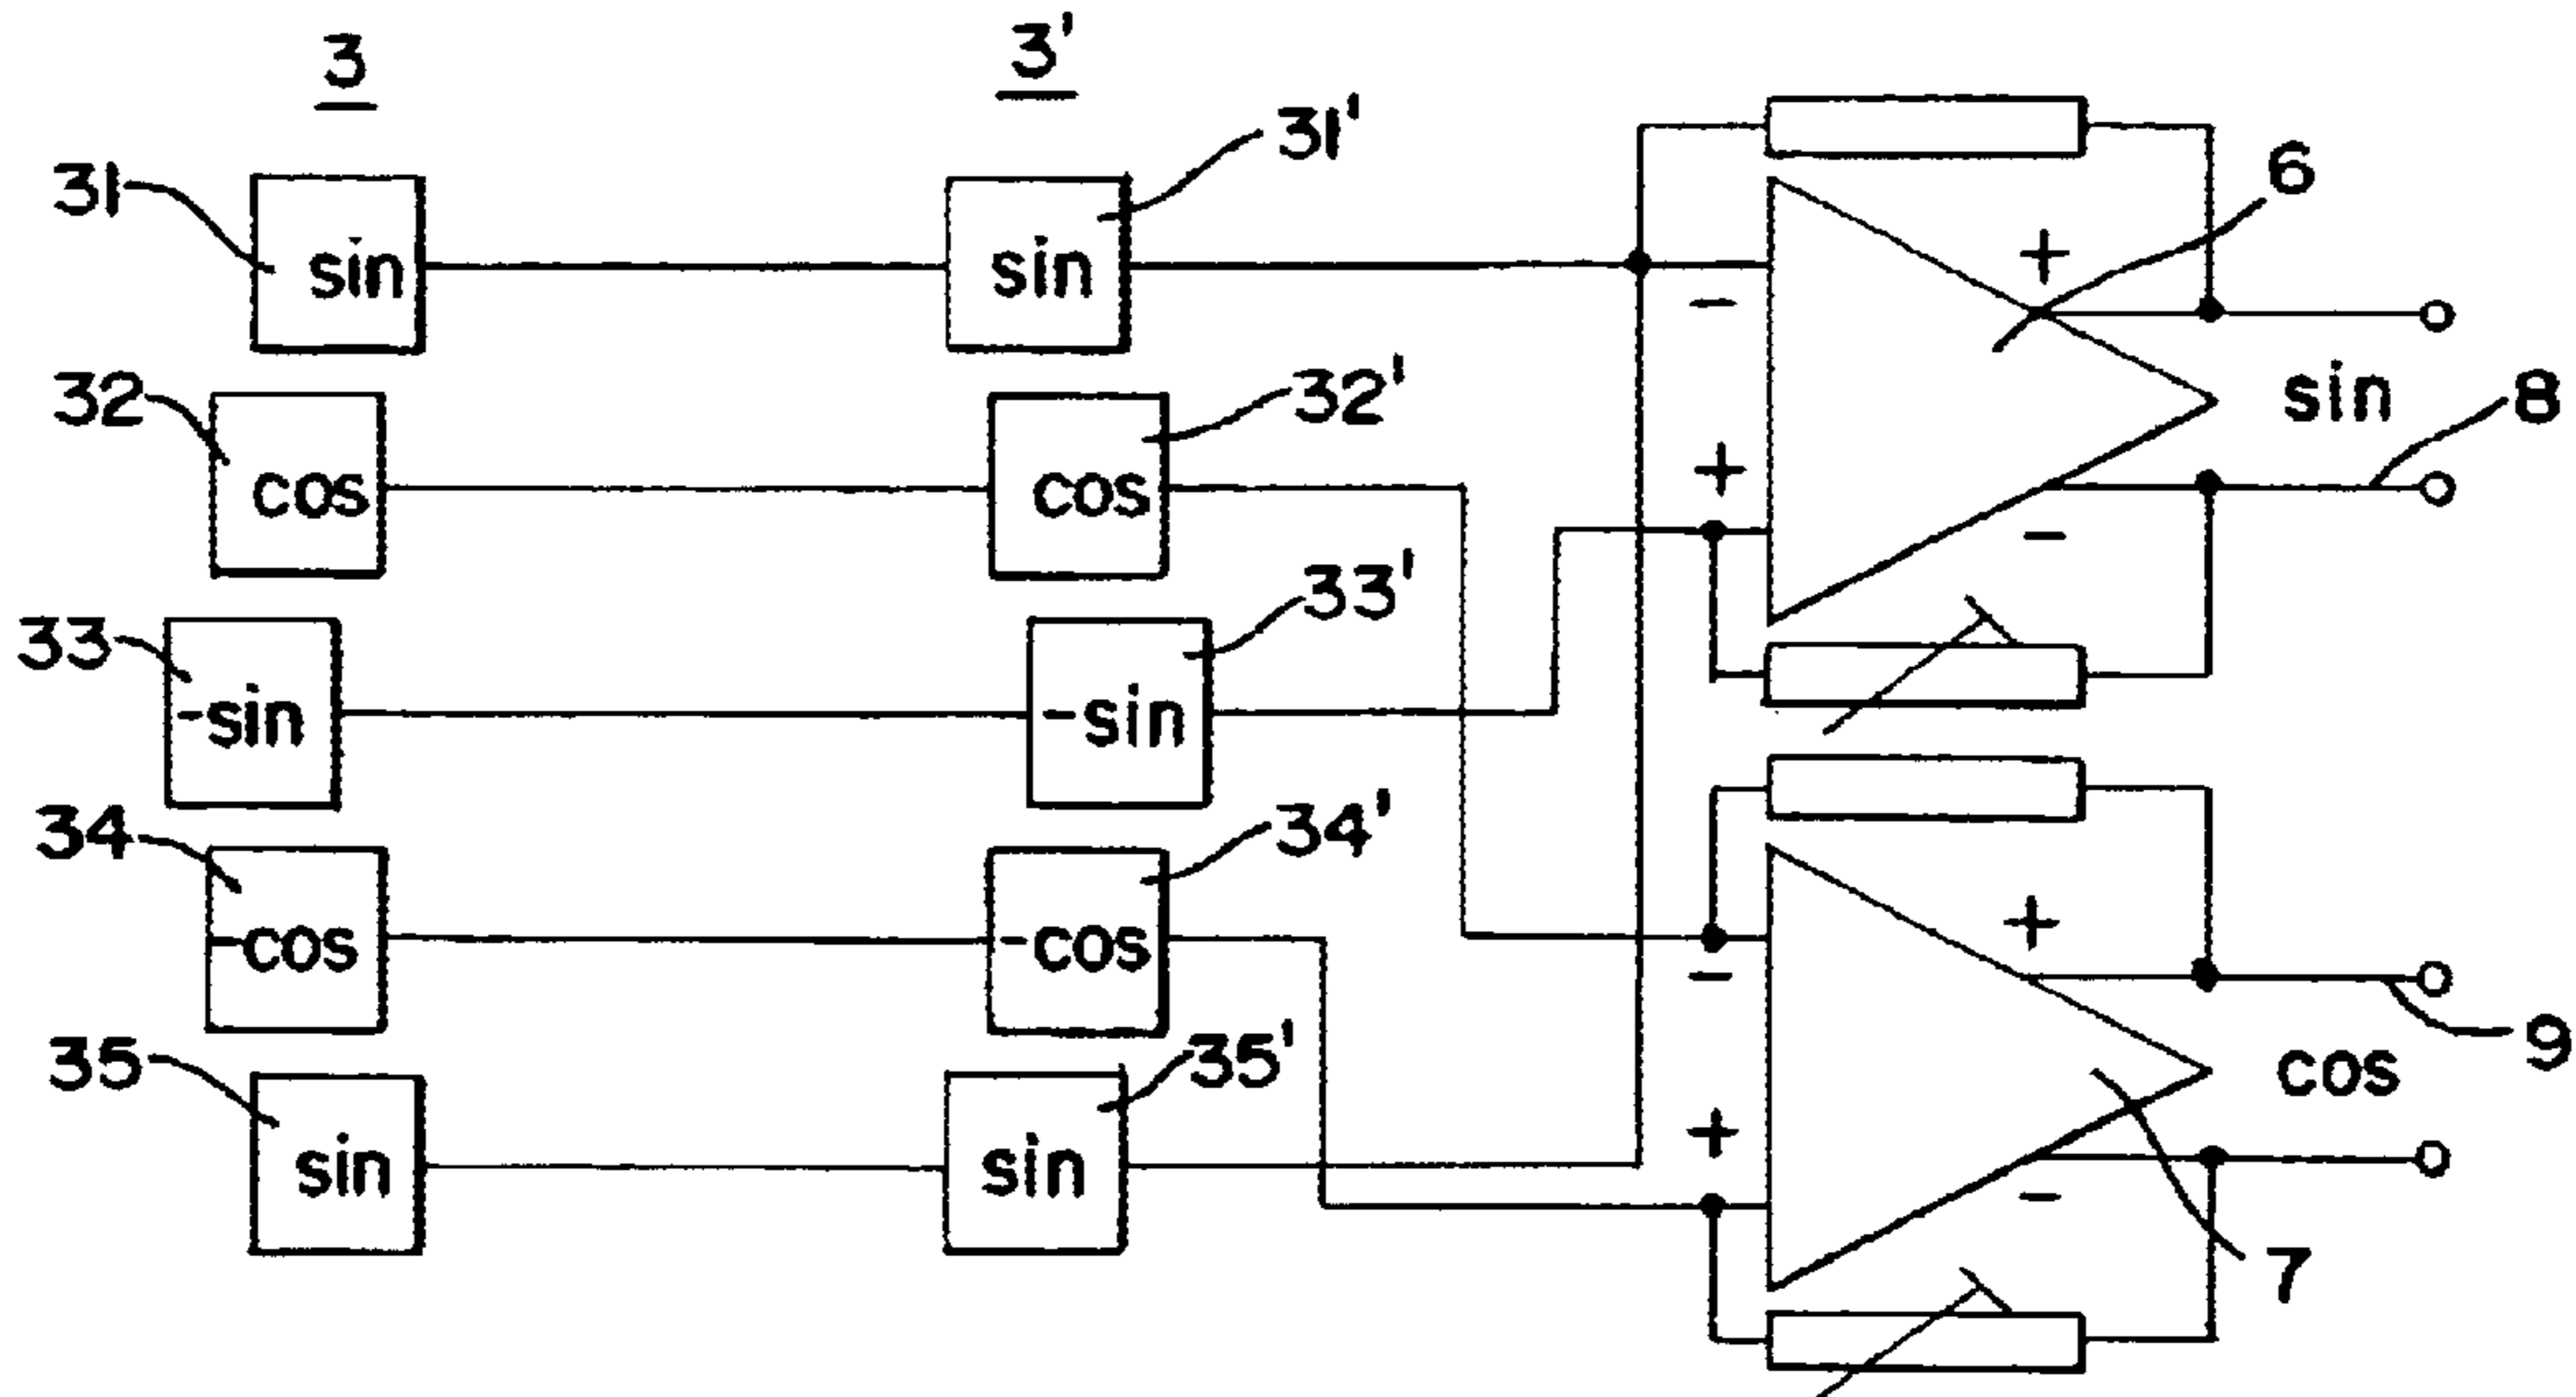 3 3'
31 sin sin 31' 6
- + sin 8
32 cos cos 32' +
-
33 -sin -sin 33'
34 -cos -cos 34'
- + 9
35 sin sin 35' cos
+ -
7